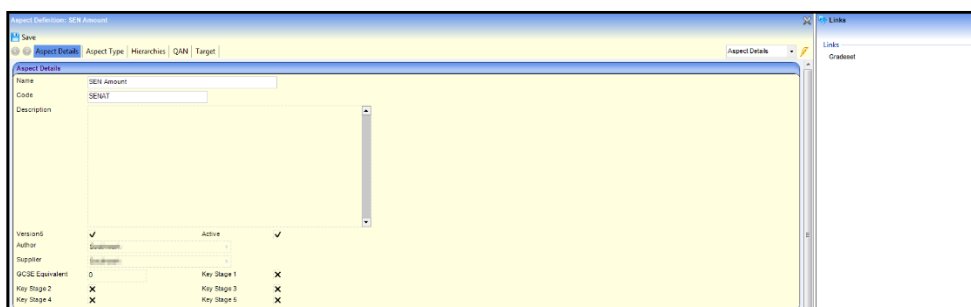 Aspect Definition: SEN Amount
Links
Save
Aspect Details Aspect Type Hierarchies QAN Target
Aspect Details
Links
Gradeset
Aspect Details
Name SEN Amount
Code SENAT
Description
Version5 Active
Author
Supplier
GCSE Equivalent 0 Key Stage 1
Key Stage 2 Key Stage 3
Key Stage 4 Key Stage 5